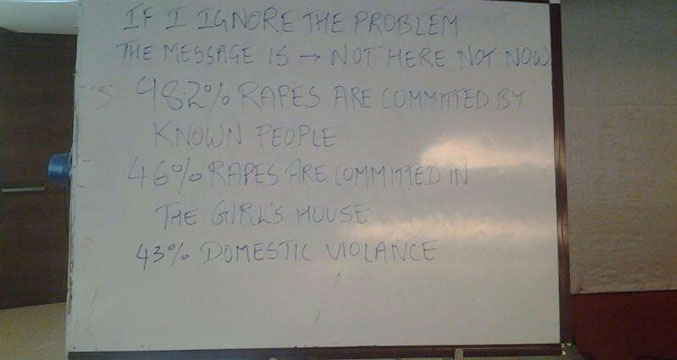 IF I IGNORE THE PROBLEM
THE MESSAGE IS → NOT HERE NOT NOW
98.2% RAPES ARE COMMITTED BY
KNOWN PEOPLE
46% RAPES ARE COMMITTED IN
THE GIRL'S HOUSE
43% DOMESTIC VIOLANCE